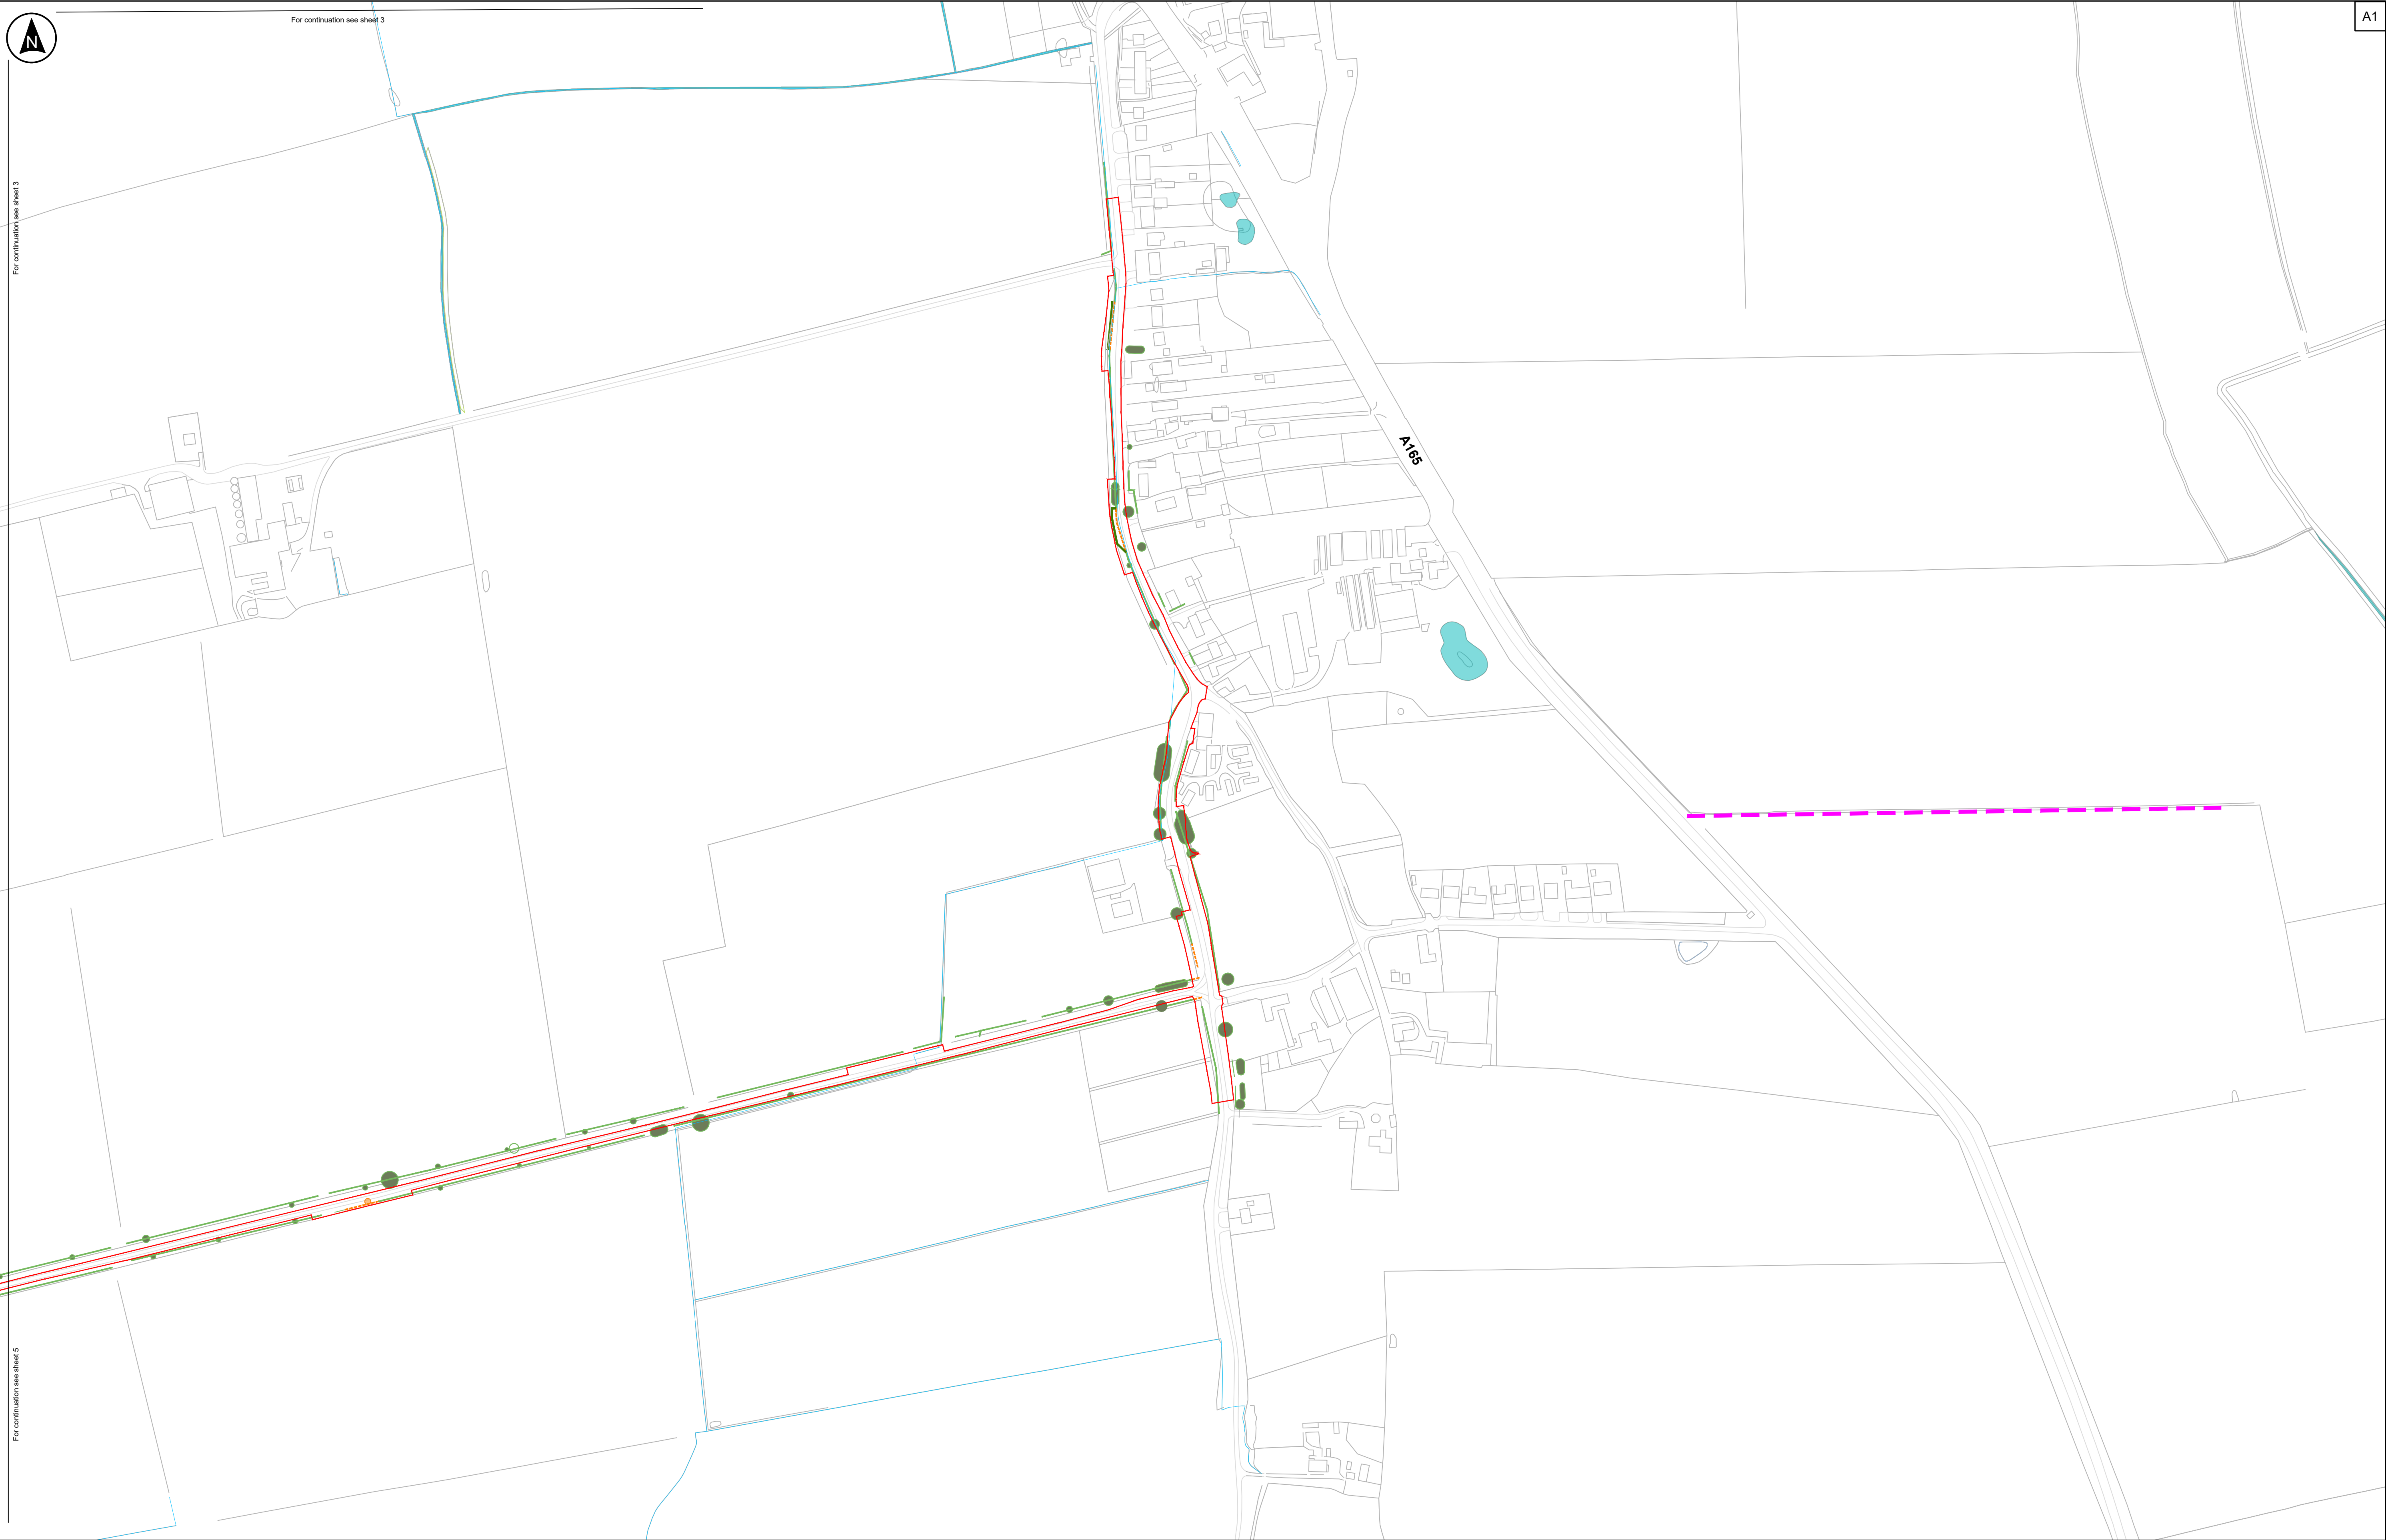 For continuation see sheet 3
A1
N
For continuation see sheet 3
A165
For continuation see sheet 5